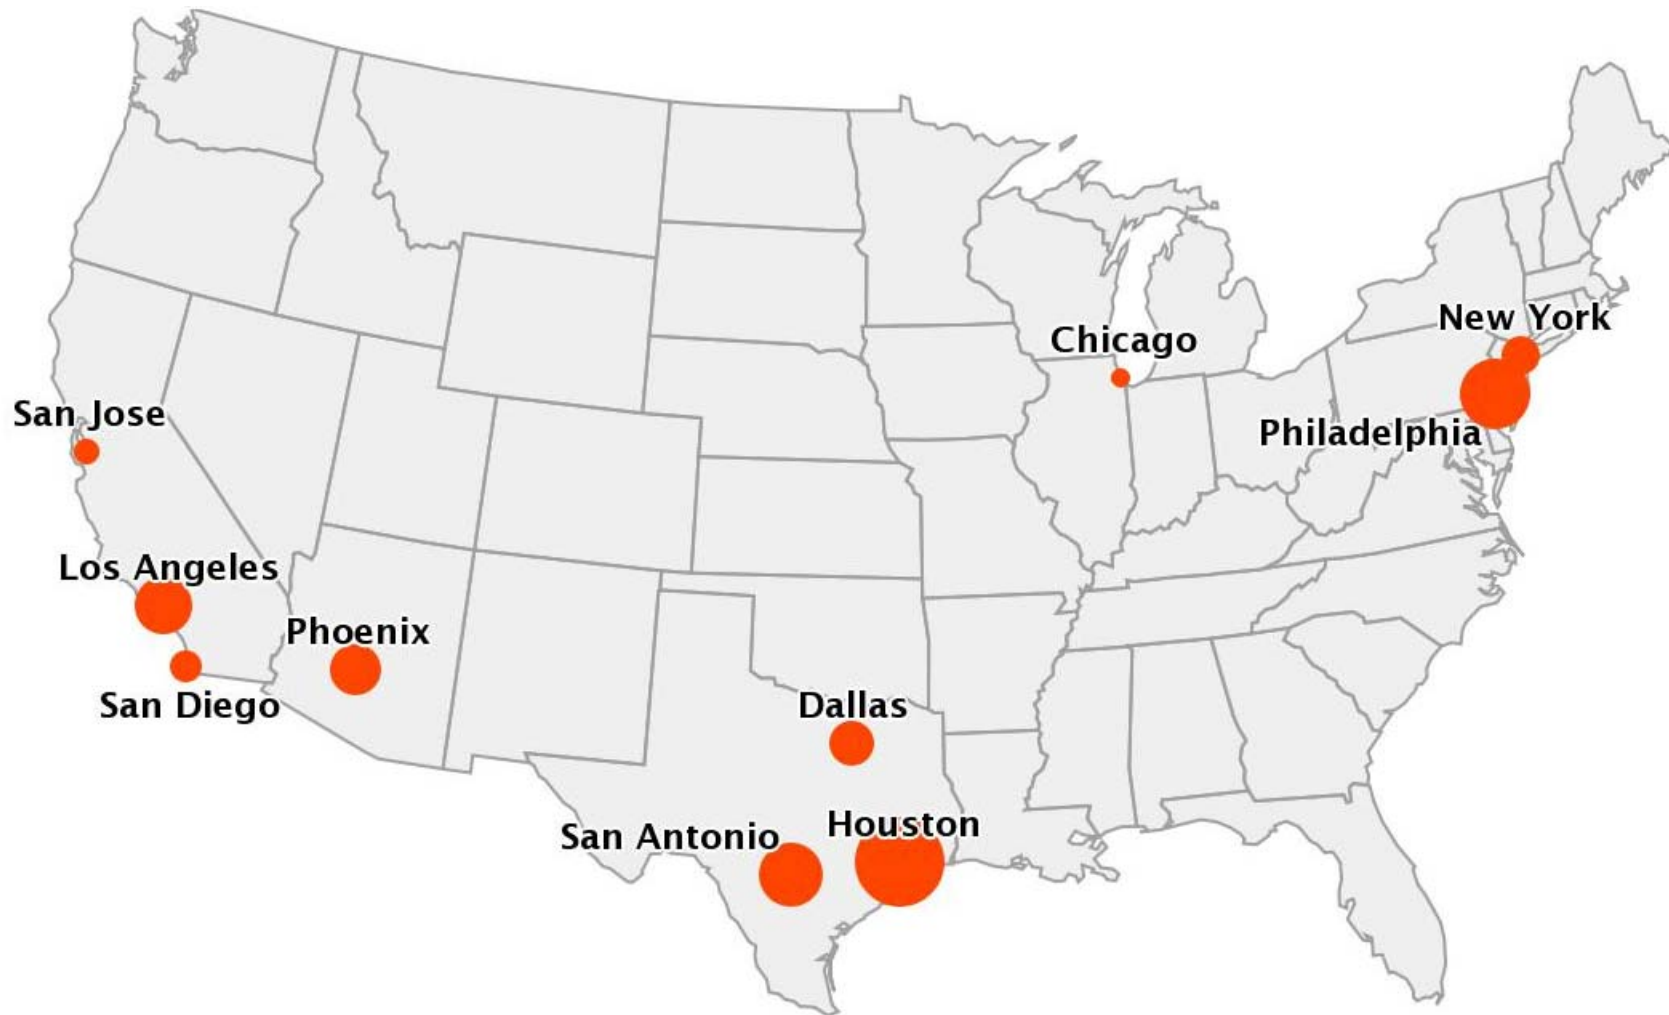 New York
Chicago
San Jose
Philadelphia
Los Angeles
Phoenix
San Diego
Dallas
Houston
San Antonio